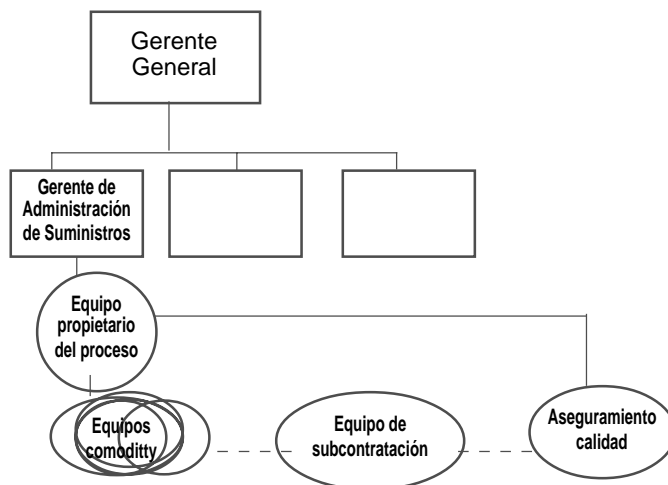 Gerente
General
Gerente de
Administración
de Suministros
Equipo
propietario
del proceso
Equipos
comoditty
Equipo de
subcontratación
Aseguramiento
calidad